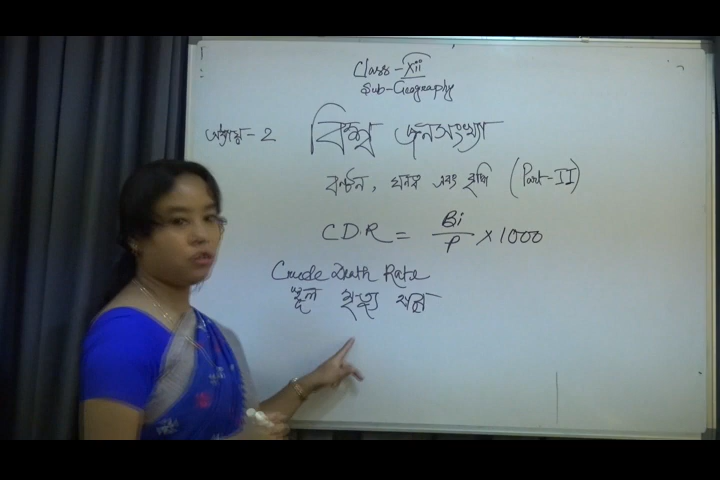 Class - XII
Sub - Geography
অধ্যায় - 2 বিশ্ব জনসংখ্যা
বণ্টন, ঘনত্ব এবং বৃদ্ধি (Part-II)
C.D.R = Bi/P × 1000
Crude Death Rate
স্থূল মৃত্যু